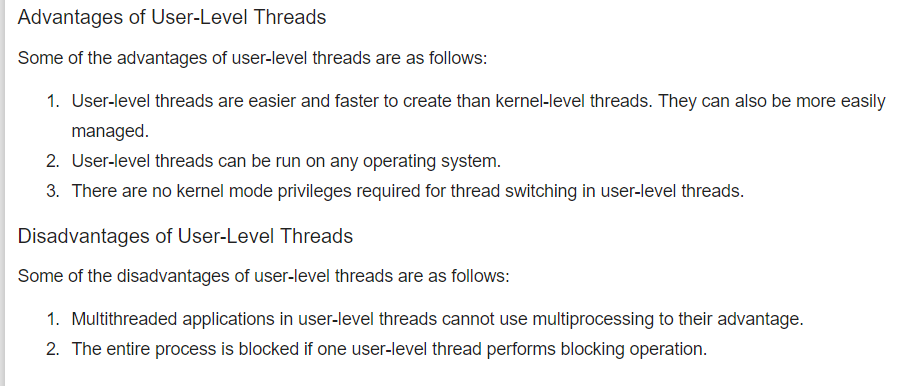 Advantages of User-Level Threads
Some of the advantages of user-level threads are as follows:
1. User-level threads are easier and faster to create than kernel-level threads. They can also be more easily
managed.
2. User-level threads can be run on any operating system.
3. There are no kernel mode privileges required for thread switching in user-level threads.
Disadvantages of User-Level Threads
Some of the disadvantages of user-level threads are as follows:
1. Multithreaded applications in user-level threads cannot use multiprocessing to their advantage.
2. The entire process is blocked if one user-level thread performs blocking operation.